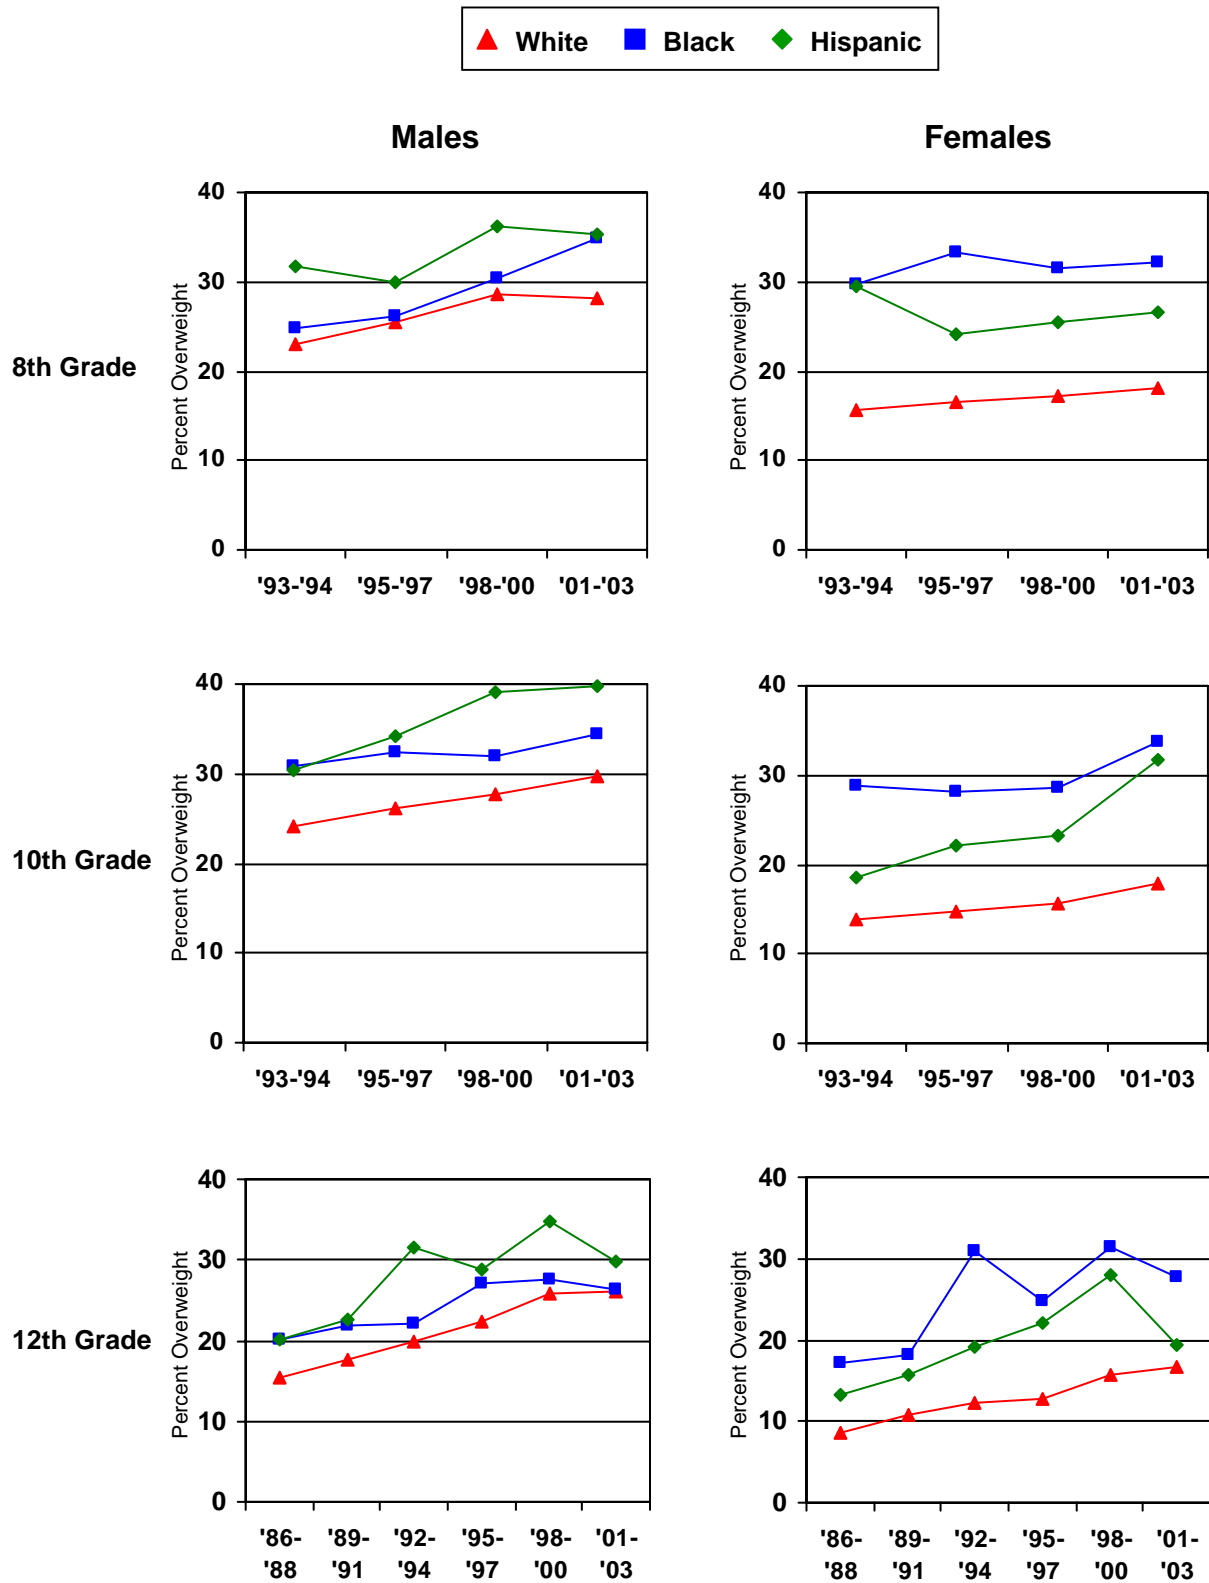 White Black Hispanic
Males Females
8th Grade
Percent Overweight
40
30
20
10
0
'93-'94 '95-'97 '98-'00 '01-'03
Percent Overweight
40
30
20
10
0
'93-'94 '95-'97 '98-'00 '01-'03
10th Grade
Percent Overweight
40
30
20
10
0
'93-'94 '95-'97 '98-'00 '01-'03
Percent Overweight
40
30
20
10
0
'93-'94 '95-'97 '98-'00 '01-'03
12th Grade
Percent Overweight
40
30
20
10
0
'86- '89- '92- '95- '98- '01-
'88 '91 '94 '97 '00 '03
Percent Overweight
40
30
20
10
0
'86- '89- '92- '95- '98- '01-
'88 '91 '94 '97 '00 '03